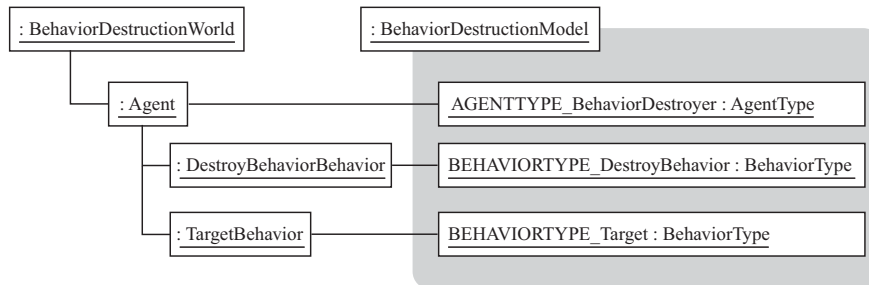 : BehaviorDestructionWorld
: BehaviorDestructionModel
: Agent
AGENTTYPE_BehaviorDestroyer : AgentType
: DestroyBehaviorBehavior
BEHAVIORTYPE_DestroyBehavior : BehaviorType
: TargetBehavior
BEHAVIORTYPE_Target : BehaviorType